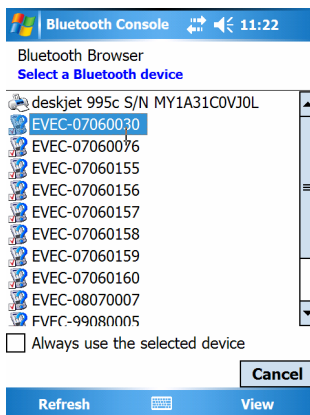 Bluetooth Console 11:22
Bluetooth Browser
Select a Bluetooth device
deskjet 995c S/N MY1A31C0VJ0L
EVEC-07060030
EVEC-07060076
EVEC-07060155
EVEC-07060156
EVEC-07060157
EVEC-07060158
EVEC-07060159
EVEC-07060160
EVEC-08070007
EVEC-99080005
Always use the selected device
Cancel
Refresh View